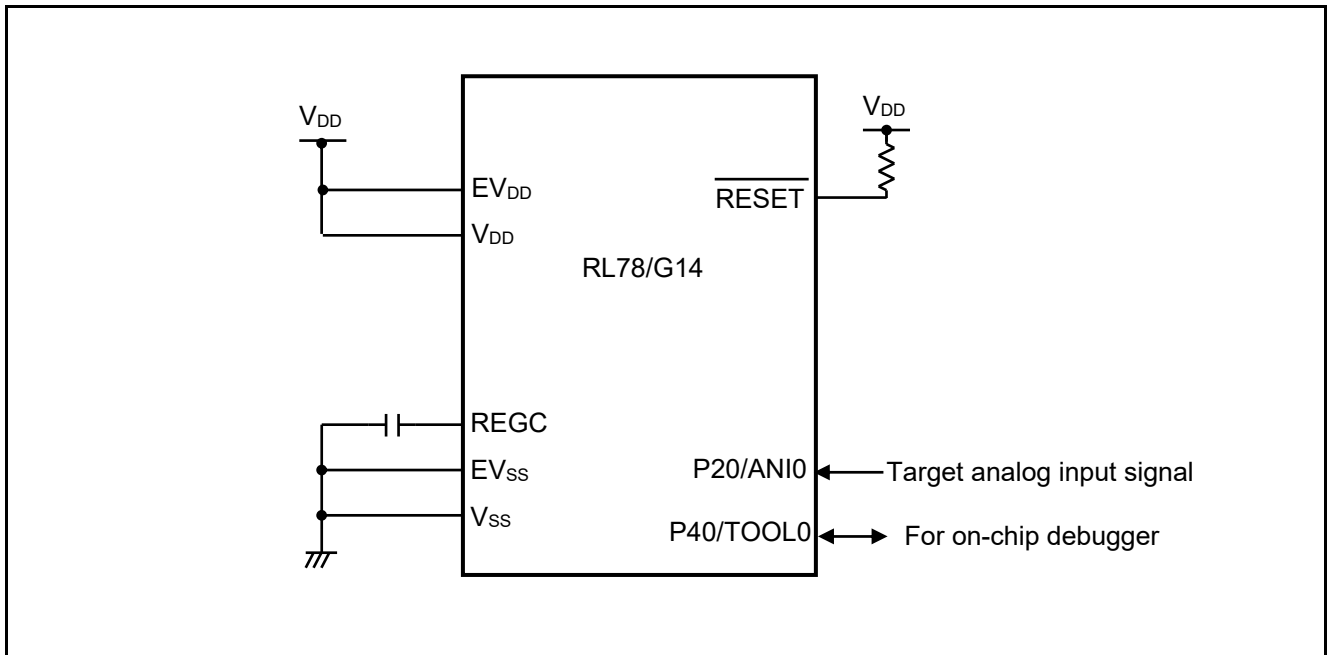 VDD
VDD
EVDD
RESET
VDD
RL78/G14
REGC
P20/ANI0
Target analog input signal
EVSS
P40/TOOL0
For on-chip debugger
VSS